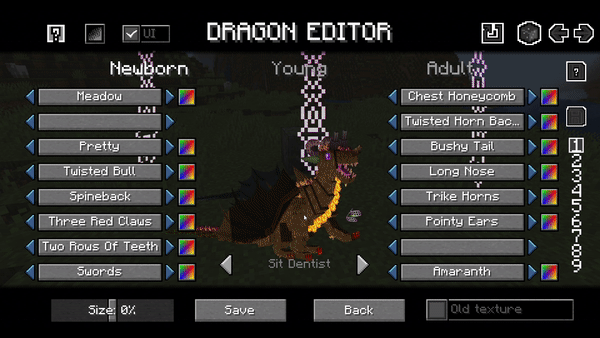 UI
DRAGON EDITOR
?
Newborn Young Adult
Meadow
Chest Honeycomb
Twisted Horn Bac...
Pretty
Bushy Tail
Twisted Bull
Long Nose
Spineback
Trike Horns
Three Red Claws
Pointy Ears
Two Rows Of Teeth
Swords
Amaranth
Sit Dentist
1
2
3
4
5
6
7
8
9
Size: 0%
Save
Back
Old texture